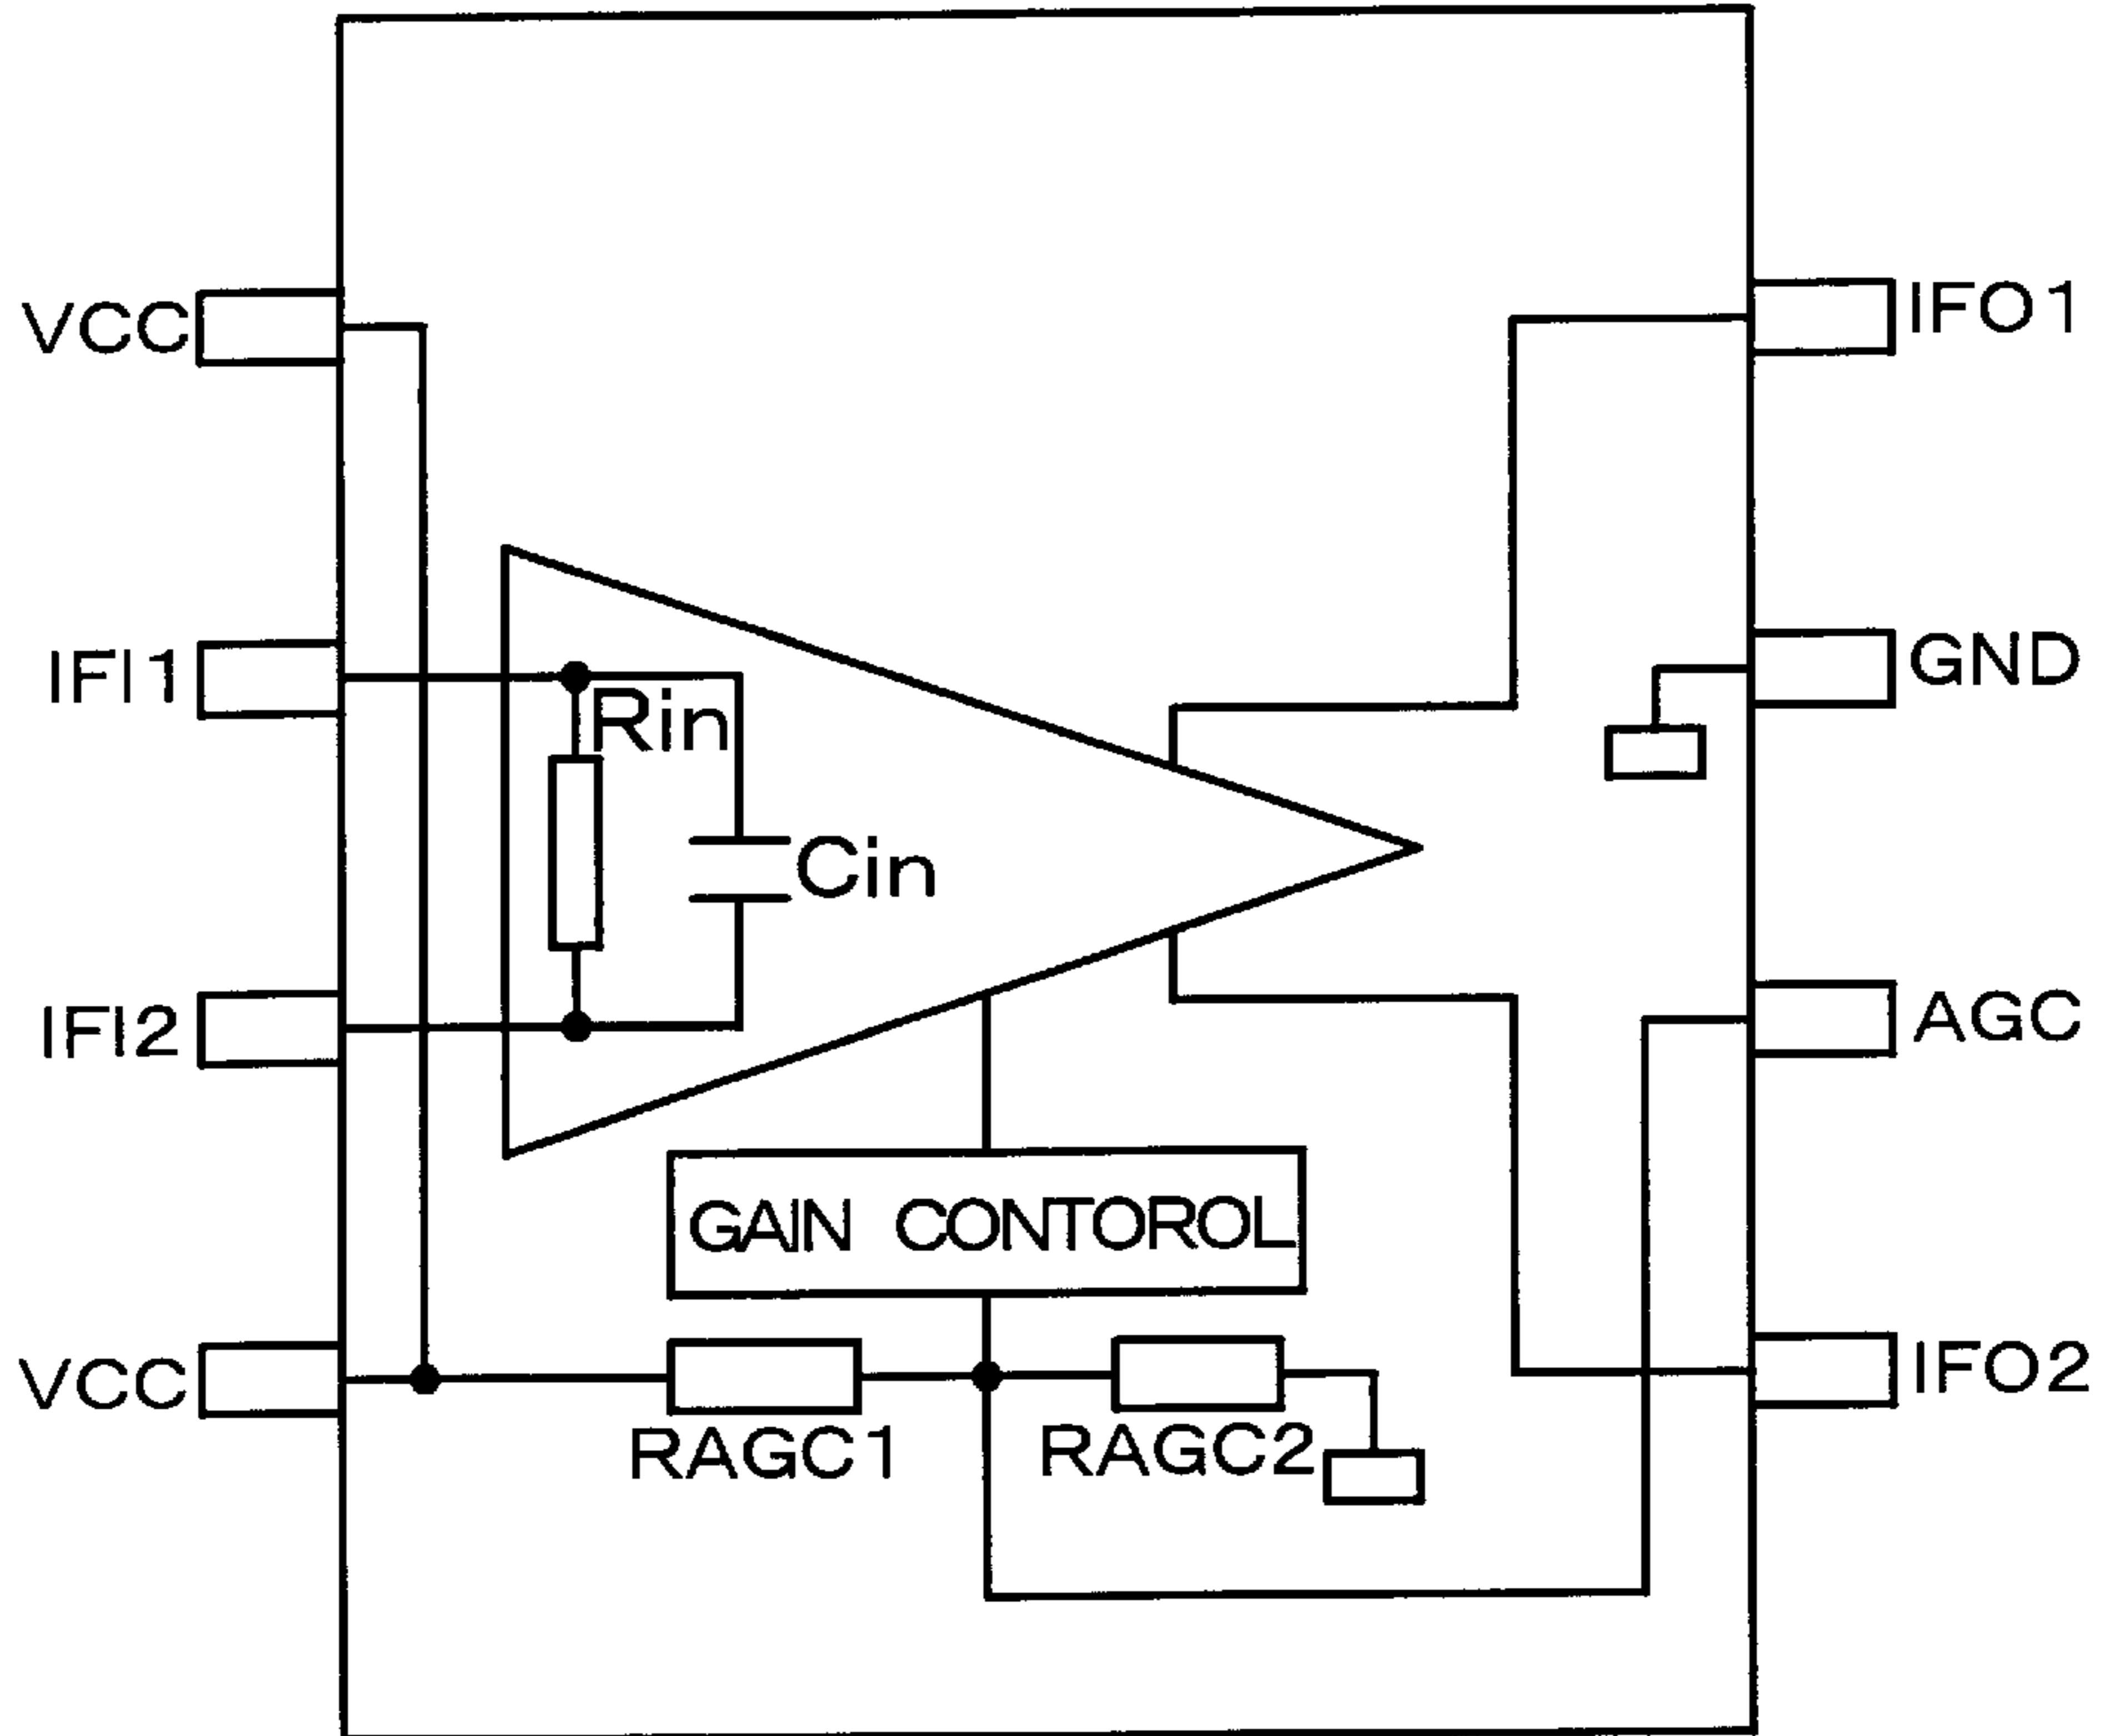 VCC
IFI1
IFI2
VCC
IFO1
GND
AGC
IFO2
Rin
Cin
GAIN CONTOROL
RAGC1
RAGC2